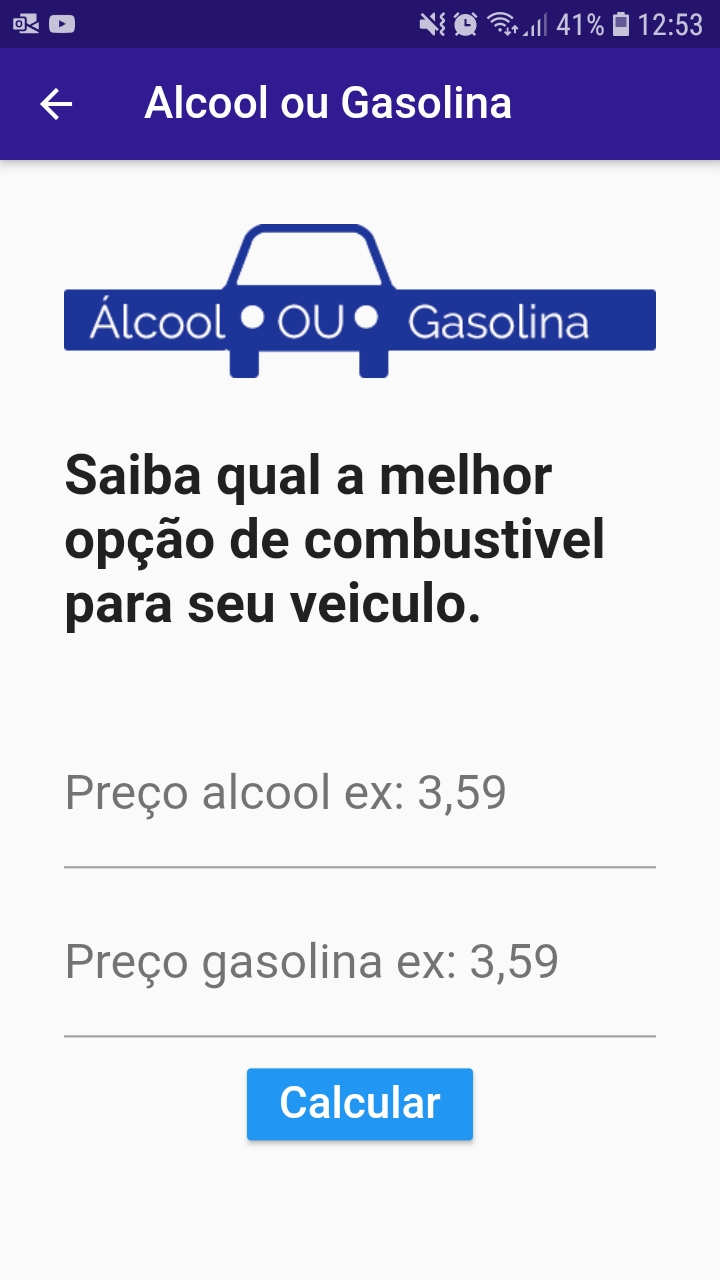 41% 12:53
Alcool ou Gasolina
Álcool OU Gasolina
Saiba qual a melhor
opção de combustivel
para seu veiculo.
Preço alcool ex: 3,59
Preço gasolina ex: 3,59
Calcular